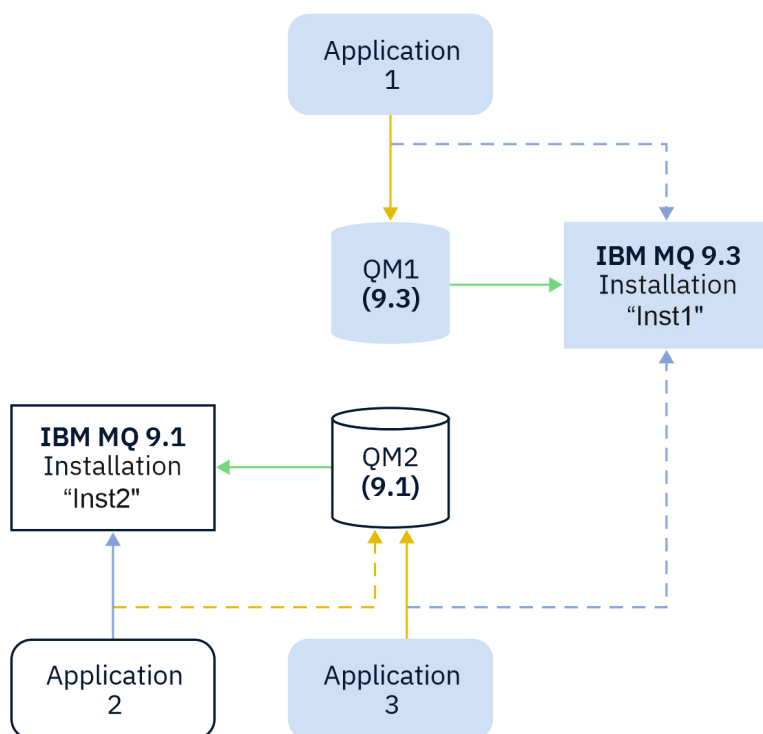 Application
1
QM1
(9.3)
IBM MQ 9.3
Installation
“Inst1"
IBM MQ 9.1
Installation
“Inst2"
QM2
(9.1)
Application
2
Application
3